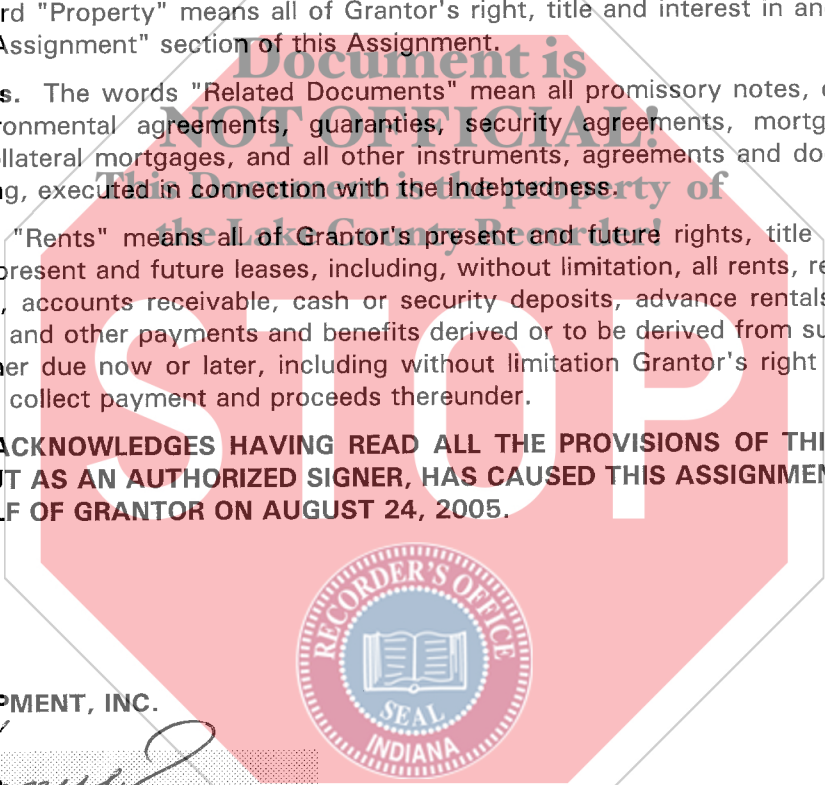 rd "Property" means all of Grantor's right, title and interest in an
Assignment" section of this Assignment.
Document is
s. The words "Related Documents" mean all promissory notes,
ronmental agreements, guaranties, security agreements, mortg
NOT OFFICIAL!
llateral mortgages, and all other instruments, agreements and do
ng, executed in connection with the Indebtedness.
This Document is the property of
the Lake County Recorder!
"Rents" means all of Grantor's present and future rights, title
present and future leases, including, without limitation, all rents, re
, accounts receivable, cash or security deposits, advance rentals
and other payments and benefits derived or to be derived from su
her due now or later, including without limitation Grantor's right
collect payment and proceeds thereunder.
STOP
ACKNOWLEDGES HAVING READ ALL THE PROVISIONS OF THI
UT AS AN AUTHORIZED SIGNER, HAS CAUSED THIS ASSIGNMEN
LF OF GRANTOR ON AUGUST 24, 2005.
RECORDER'S OFFICE
SEAL
INDIANA
PMENT, INC.